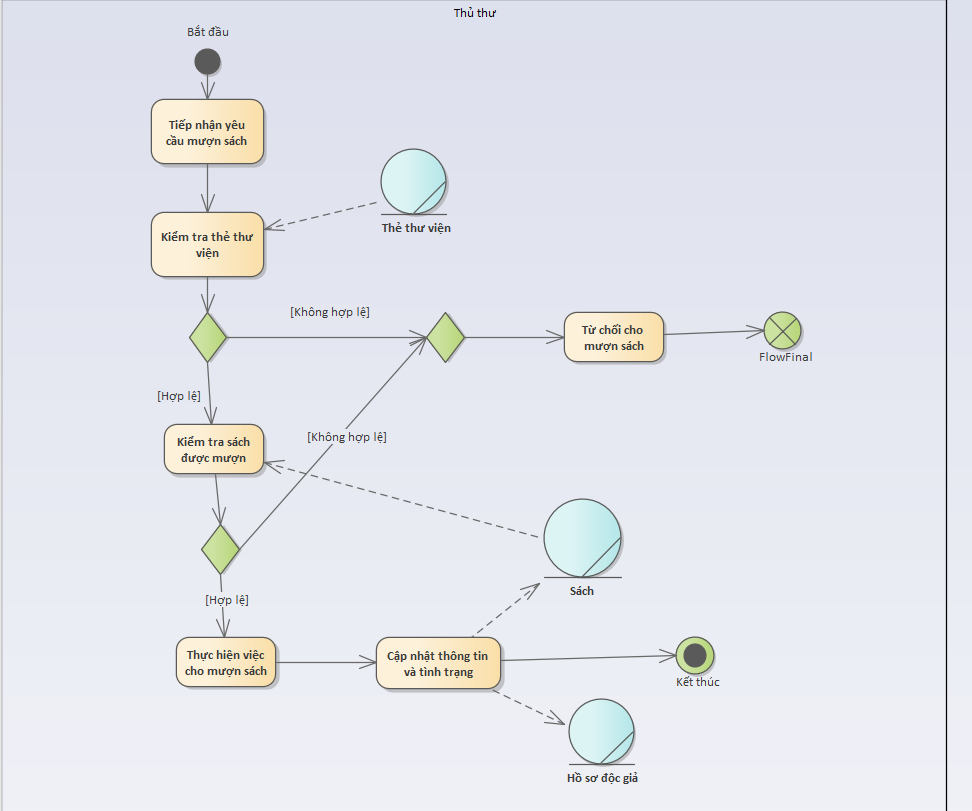 Thủ thư
Bắt đầu
Tiếp nhận yêu
cầu mượn sách
Thẻ thư viện
Kiểm tra thẻ thư
viện
[Không hợp lệ]
Từ chối cho
mượn sách
FlowFinal
[Hợp lệ]
Kiểm tra sách
được mượn
[Không hợp lệ]
Sách
[Hợp lệ]
Thực hiện việc
cho mượn sách
Cập nhật thông tin
và tình trạng
Kết thúc
Hồ sơ độc giả